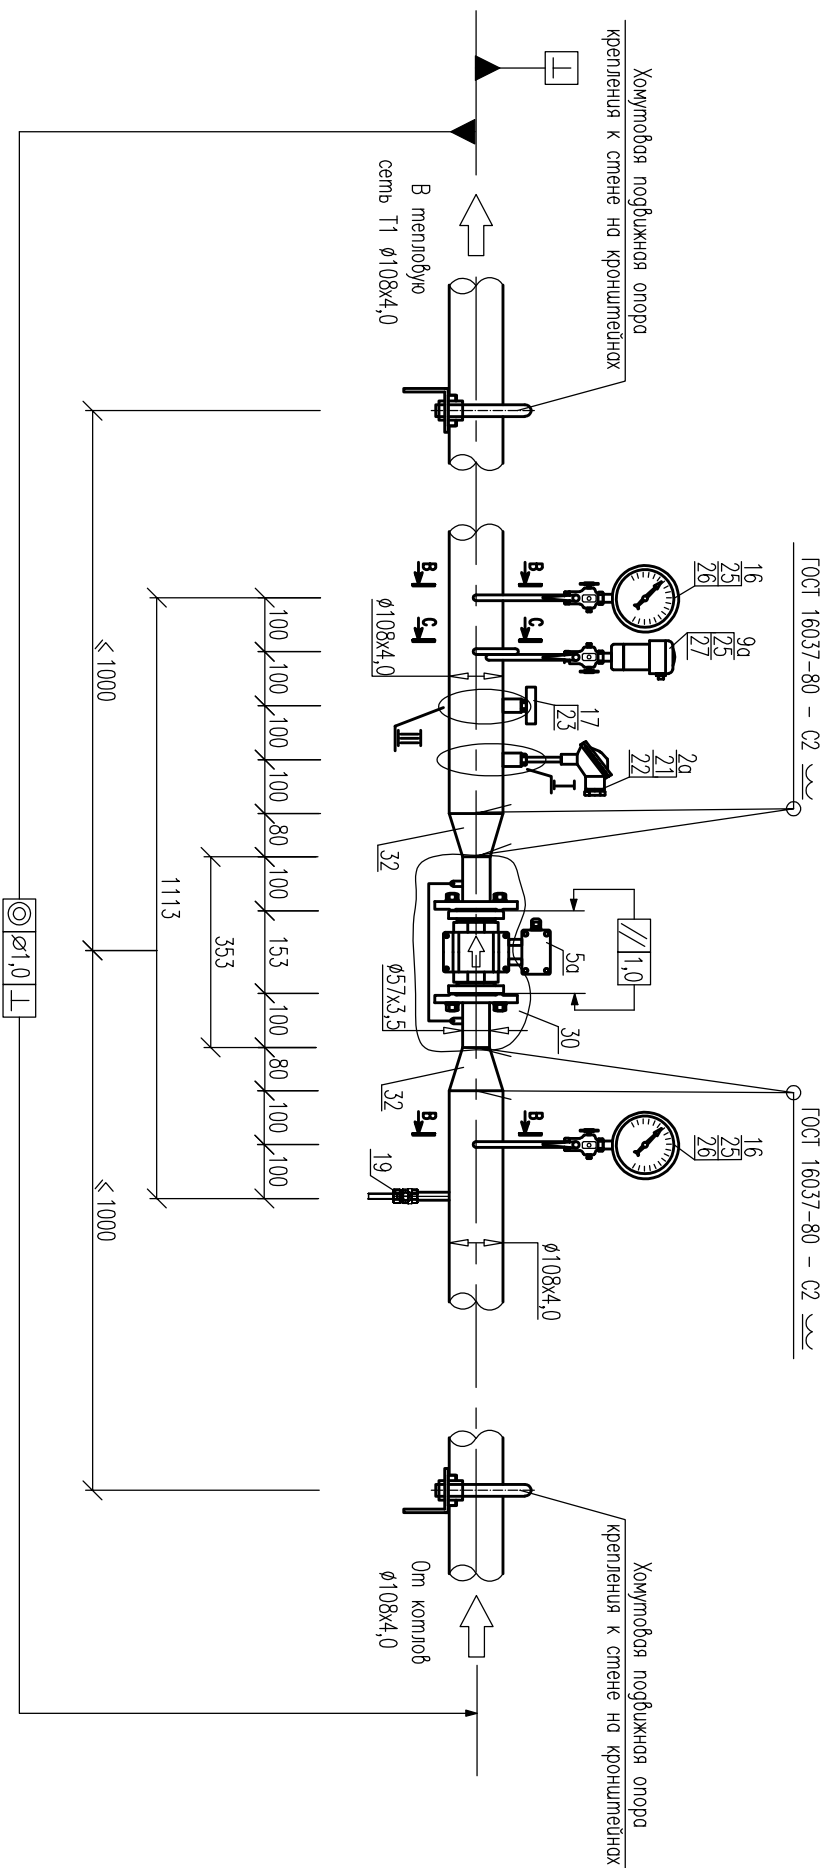 Хомутовая подвижная опора
крепления к стене на кронштейнах
Хомутовая подвижная опора
крепления к стене на кронштейнах
ГОСТ 16037-80 - С2
ГОСТ 16037-80 - С2
16
25
26
9а
25
27
17
23
2а
21
22
// 1,0
5а
16
25
26
⊥
В
В
С
С
III
I
32
30
32
В
В
19
В тепловую
сеть Т1 ø108х4,0
ø108х4,0
ø57х3,5
ø108х4,0
От котлов
ø108х4,0
100
100
100
100
80
100
153
100
80
100
100
353
1113
≤1000
≤1000
◎ ø1,0 ⊥